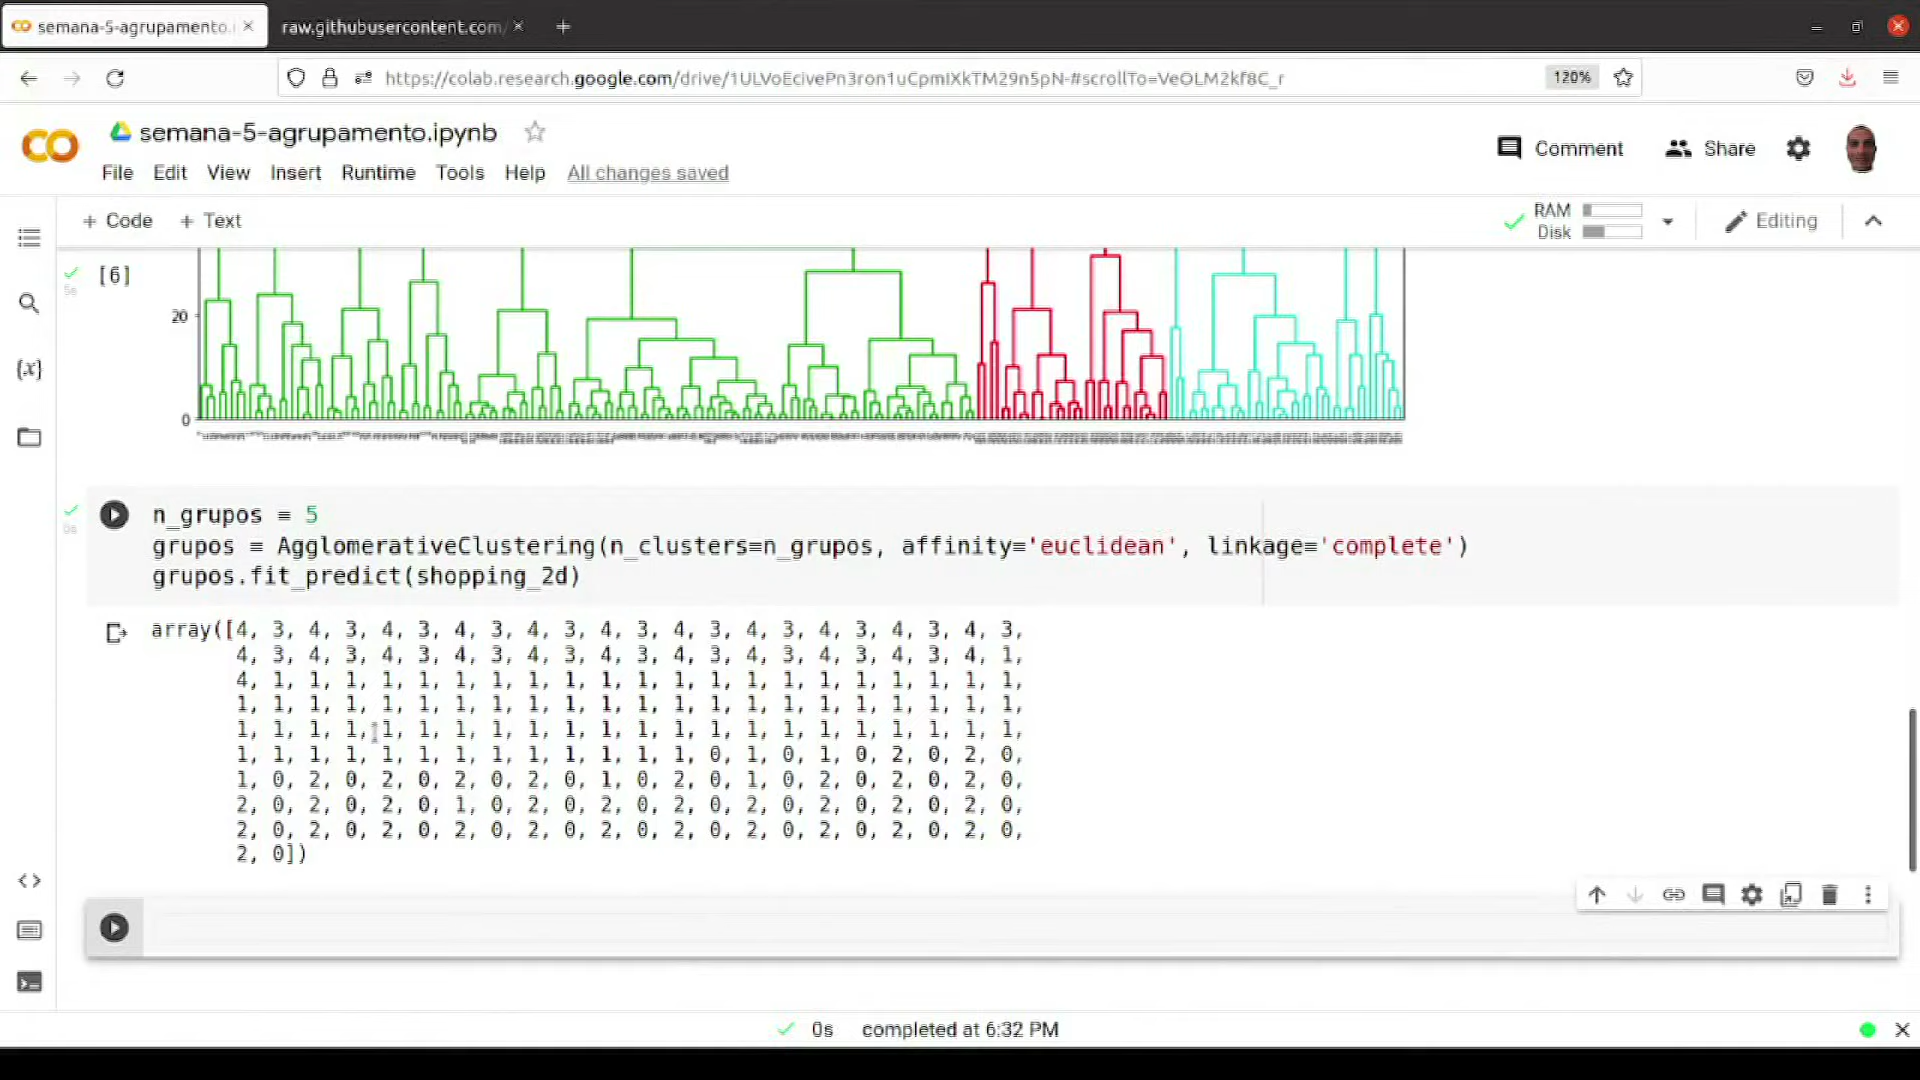 semana-5-agrupamento.i
raw.githubusercontent.com/
https://colab.research.google.com/drive/1ULVoEcivePn3ron1uCpmIXkTM29n5pN-#scrollTo=VeOLM2kf8C_r
120%
semana-5-agrupamento.ipynb
Comment
Share
File Edit View Insert Runtime Tools Help All changes saved
+ Code + Text
RAM
Disk
Editing
[6]
5s
20
0
0s
n_grupos = 5
grupos = AgglomerativeClustering(n_clusters=n_grupos, affinity='euclidean', linkage='complete')
grupos.fit_predict(shopping_2d)
array([4, 3, 4, 3, 4, 3, 4, 3, 4, 3, 4, 3, 4, 3, 4, 3, 4, 3, 4, 3, 4, 3,
4, 3, 4, 3, 4, 3, 4, 3, 4, 3, 4, 3, 4, 3, 4, 3, 4, 3, 4, 1,
4, 1, 1, 1, 1, 1, 1, 1, 1, 1, 1, 1, 1, 1, 1, 1, 1, 1, 1, 1,
1, 1, 1, 1, 1, 1, 1, 1, 1, 1, 1, 1, 1, 1, 1, 1, 1, 1, 1, 1,
1, 1, 1, 1, 1, 1, 1, 1, 1, 1, 1, 1, 1, 1, 1, 1, 1, 1, 1, 1,
1, 1, 1, 1, 1, 1, 1, 1, 1, 1, 1, 1, 1, 0, 1, 0, 1, 0, 2, 0, 2, 0,
1, 0, 2, 0, 2, 0, 2, 0, 2, 0, 1, 0, 2, 0, 1, 0, 2, 0, 2, 0, 2, 0,
2, 0, 2, 0, 2, 0, 1, 0, 2, 0, 2, 0, 2, 0, 2, 0, 2, 0, 2, 0, 2, 0,
2, 0, 2, 0, 2, 0, 2, 0, 2, 0, 2, 0, 2, 0, 2, 0, 2, 0, 2, 0, 2, 0,
2, 0])
0s completed at 6:32 PM